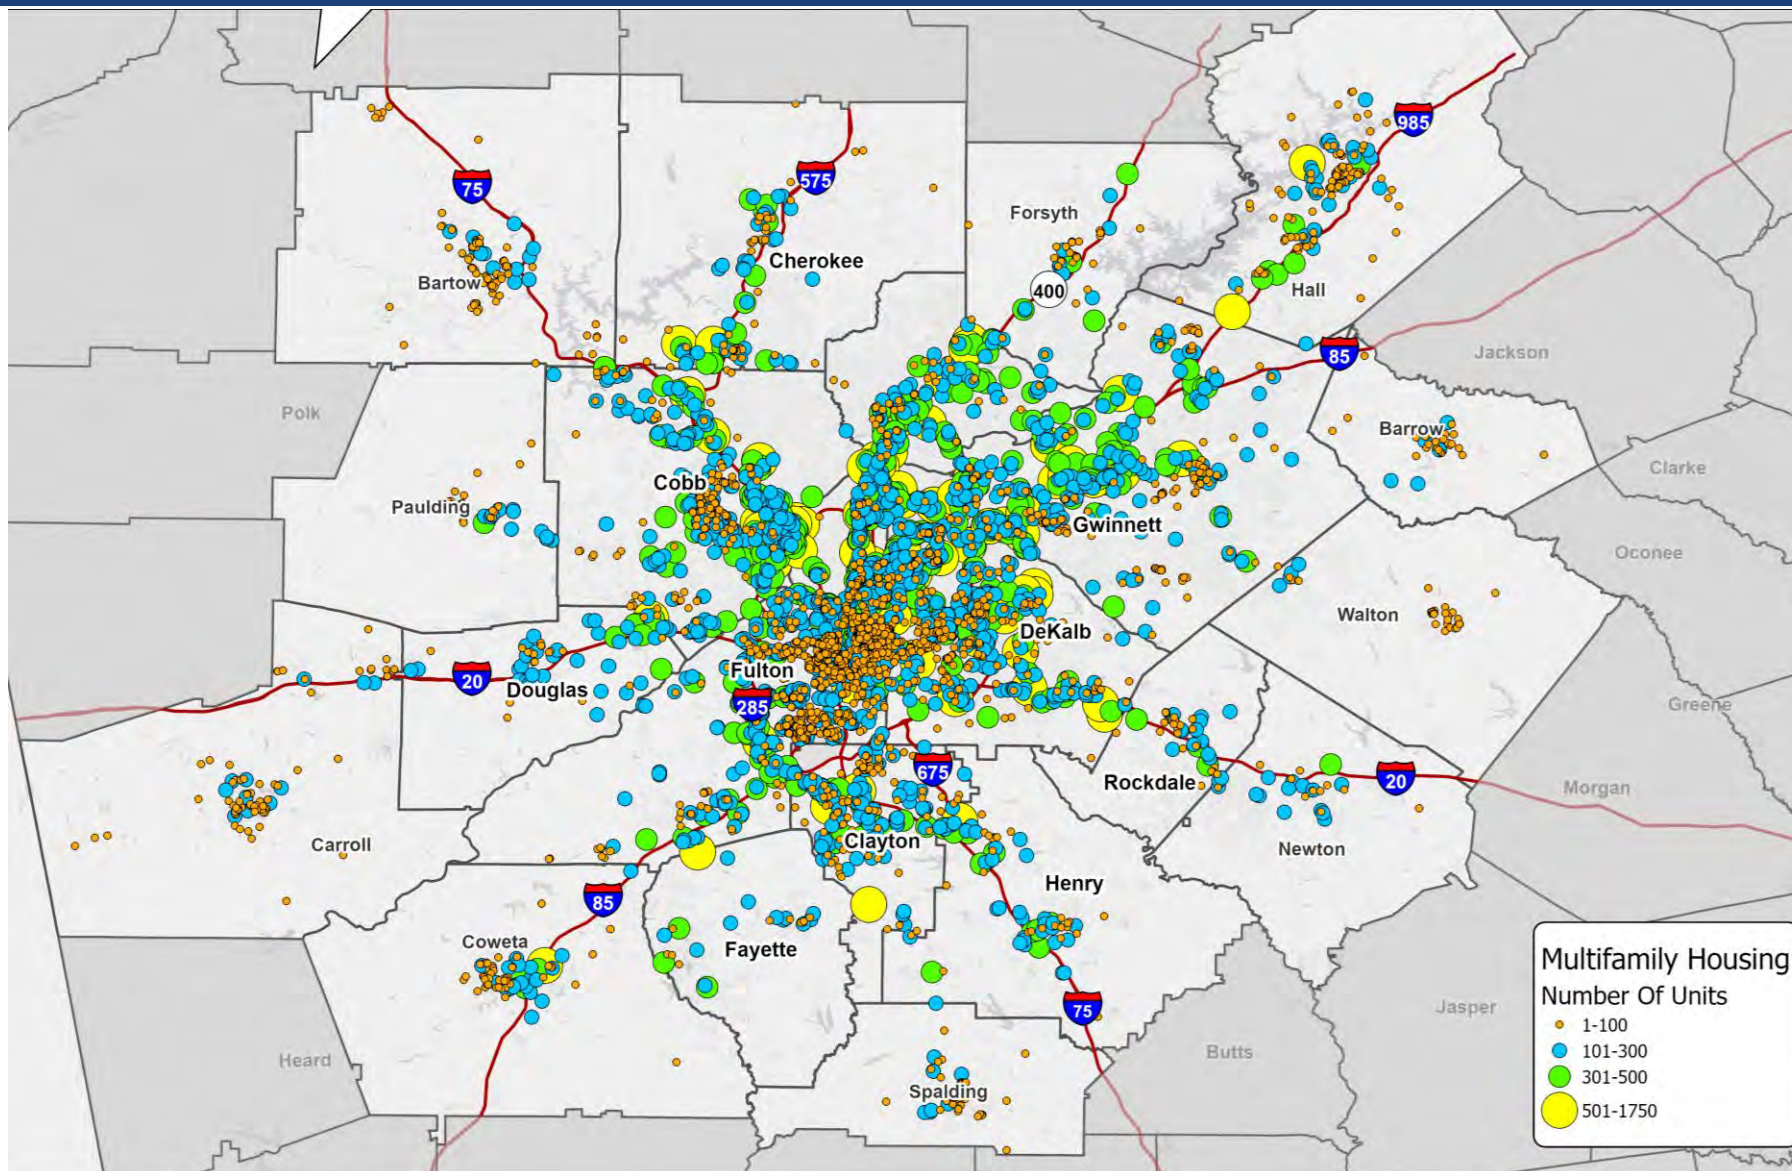 985
75
575
Forsyth
Cherokee
Bartow
400
Hall
85
Jackson
Polk
Barrow
Clarke
Cobb
Paulding
Gwinnett
Oconee
Walton
DeKalb
Fulton
20
Douglas
285
Greene
675
Rockdale
20
Morgan
Carroll
Clayton
Newton
Henry
85
Coweta
Fayette
Multifamily Housing
Number Of Units
1-100
101-300
301-500
501-1750
75
Jasper
Heard
Butts
Spalding